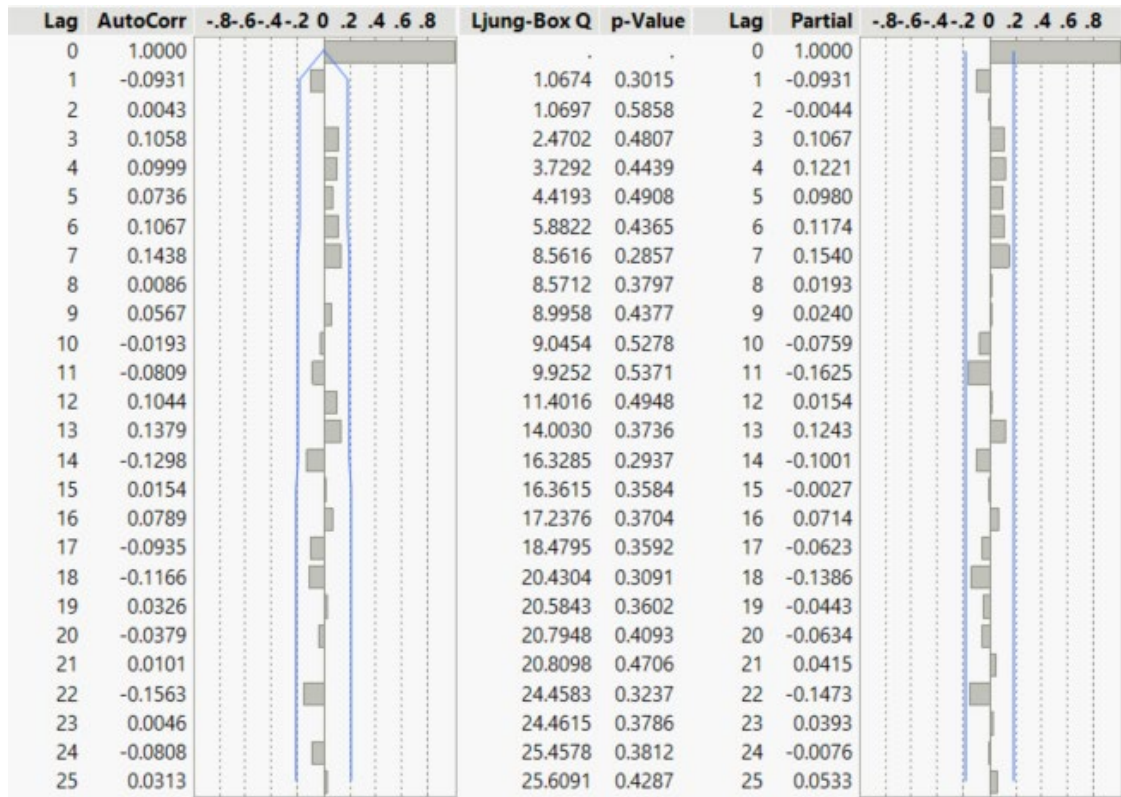 Lag AutoCorr -.8-.6-.4-.2 0 .2 .4 .6 .8 Ljung-Box Q p-Value Lag Partial -.8-.6-.4-.2 0 .2 .4 .6 .8
0 1.0000 . . 0 1.0000
1 -0.0931 1.0674 0.3015 1 -0.0931
2 0.0043 1.0697 0.5858 2 -0.0044
3 0.1058 2.4702 0.4807 3 0.1067
4 0.0999 3.7292 0.4439 4 0.1221
5 0.0736 4.4193 0.4908 5 0.0980
6 0.1067 5.8822 0.4365 6 0.1174
7 0.1438 8.5616 0.2857 7 0.1540
8 0.0086 8.5712 0.3797 8 0.0193
9 0.0567 8.9958 0.4377 9 0.0240
10 -0.0193 9.0454 0.5278 10 -0.0759
11 -0.0809 9.9252 0.5371 11 -0.1625
12 0.1044 11.4016 0.4948 12 0.0154
13 0.1379 14.0030 0.3736 13 0.1243
14 -0.1298 16.3285 0.2937 14 -0.1001
15 0.0154 16.3615 0.3584 15 -0.0027
16 0.0789 17.2376 0.3704 16 0.0714
17 -0.0935 18.4795 0.3592 17 -0.0623
18 -0.1166 20.4304 0.3091 18 -0.1386
19 0.0326 20.5843 0.3602 19 -0.0443
20 -0.0379 20.7948 0.4093 20 -0.0634
21 0.0101 20.8098 0.4706 21 0.0415
22 -0.1563 24.4583 0.3237 22 -0.1473
23 0.0046 24.4615 0.3786 23 0.0393
24 -0.0808 25.4578 0.3812 24 -0.0076
25 0.0313 25.6091 0.4287 25 0.0533